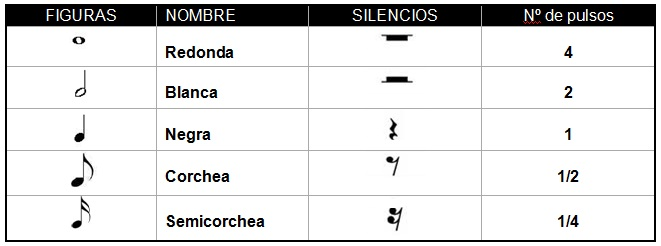 FIGURAS NOMBRE SILENCIOS Nº de pulsos
Redonda 4
Blanca 2
Negra 1
Corchea 1/2
Semicorchea 1/4